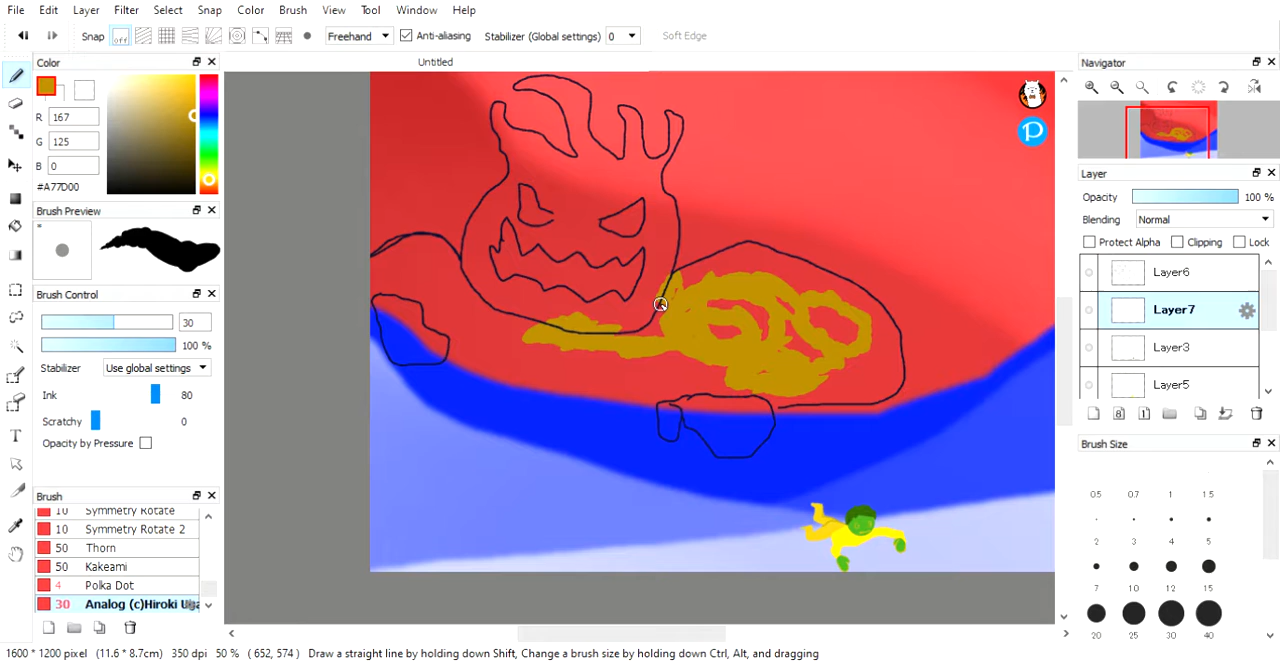 File Edit Layer Filter Select Snap Color Brush View Tool Window Help
Snap off Freehand Anti-aliasing Stabilizer (Global settings) 0 Soft Edge
Color
Untitled
Navigator
R 167
G 125
B 0
#A77D00
Layer
Opacity 100 %
Blending Normal
Protect Alpha Clipping Lock
Brush Preview
Layer6
Layer7
Layer3
Layer5
Brush Control
30
100 %
Stabilizer Use global settings
Ink 80
Scratchy 0
Opacity by Pressure
Brush
10 Symmetry Rotate
10 Symmetry Rotate 2
50 Thorn
50 Kakeami
4 Polka Dot
30 Analog (c)Hiroki
Brush Size
0.5 0.7 1 1.5
2 3 4 5
7 10 12 15
20 25 30 40
1600 * 1200 pixel (11.6 * 8.7cm) 350 dpi 50 % ( 652, 574 ) Draw a straight line by holding down Shift, Change a brush size by holding down Ctrl, Alt, and dragging